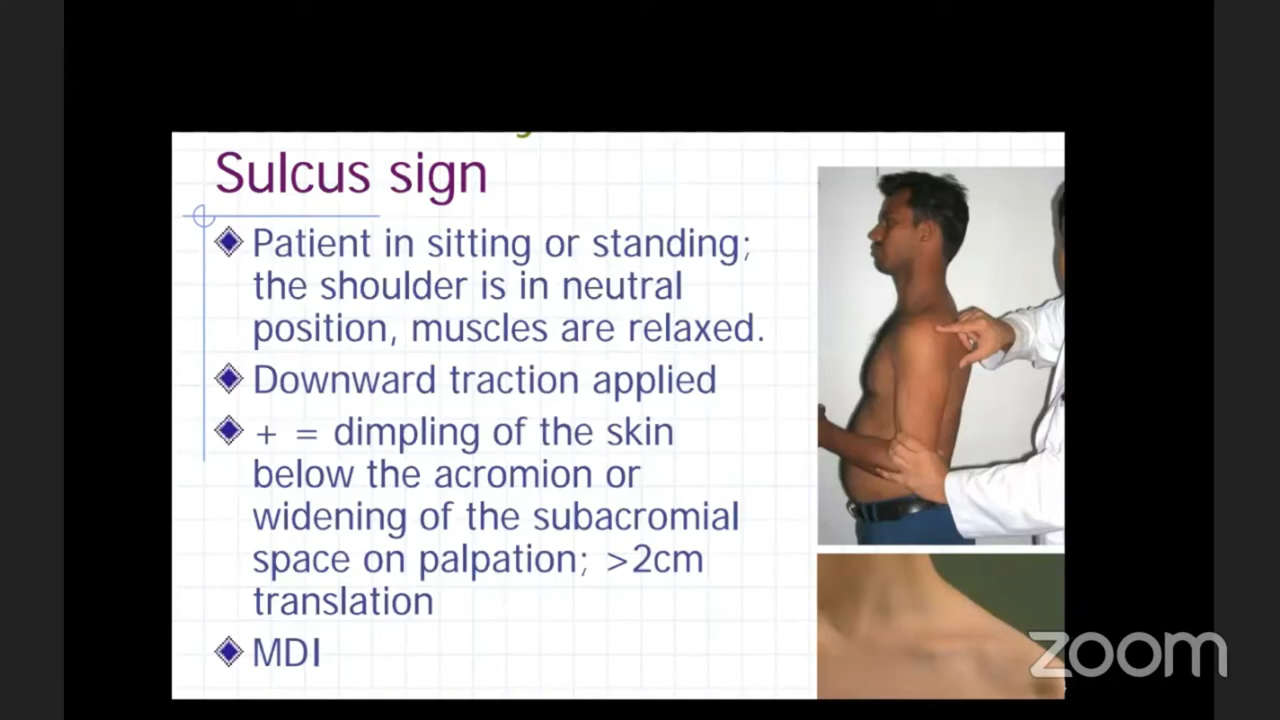 Sulcus sign
Patient in sitting or standing;
the shoulder is in neutral
position, muscles are relaxed.
Downward traction applied
+ = dimpling of the skin
below the acromion or
widening of the subacromial
space on palpation; >2cm
translation
MDI
zoom